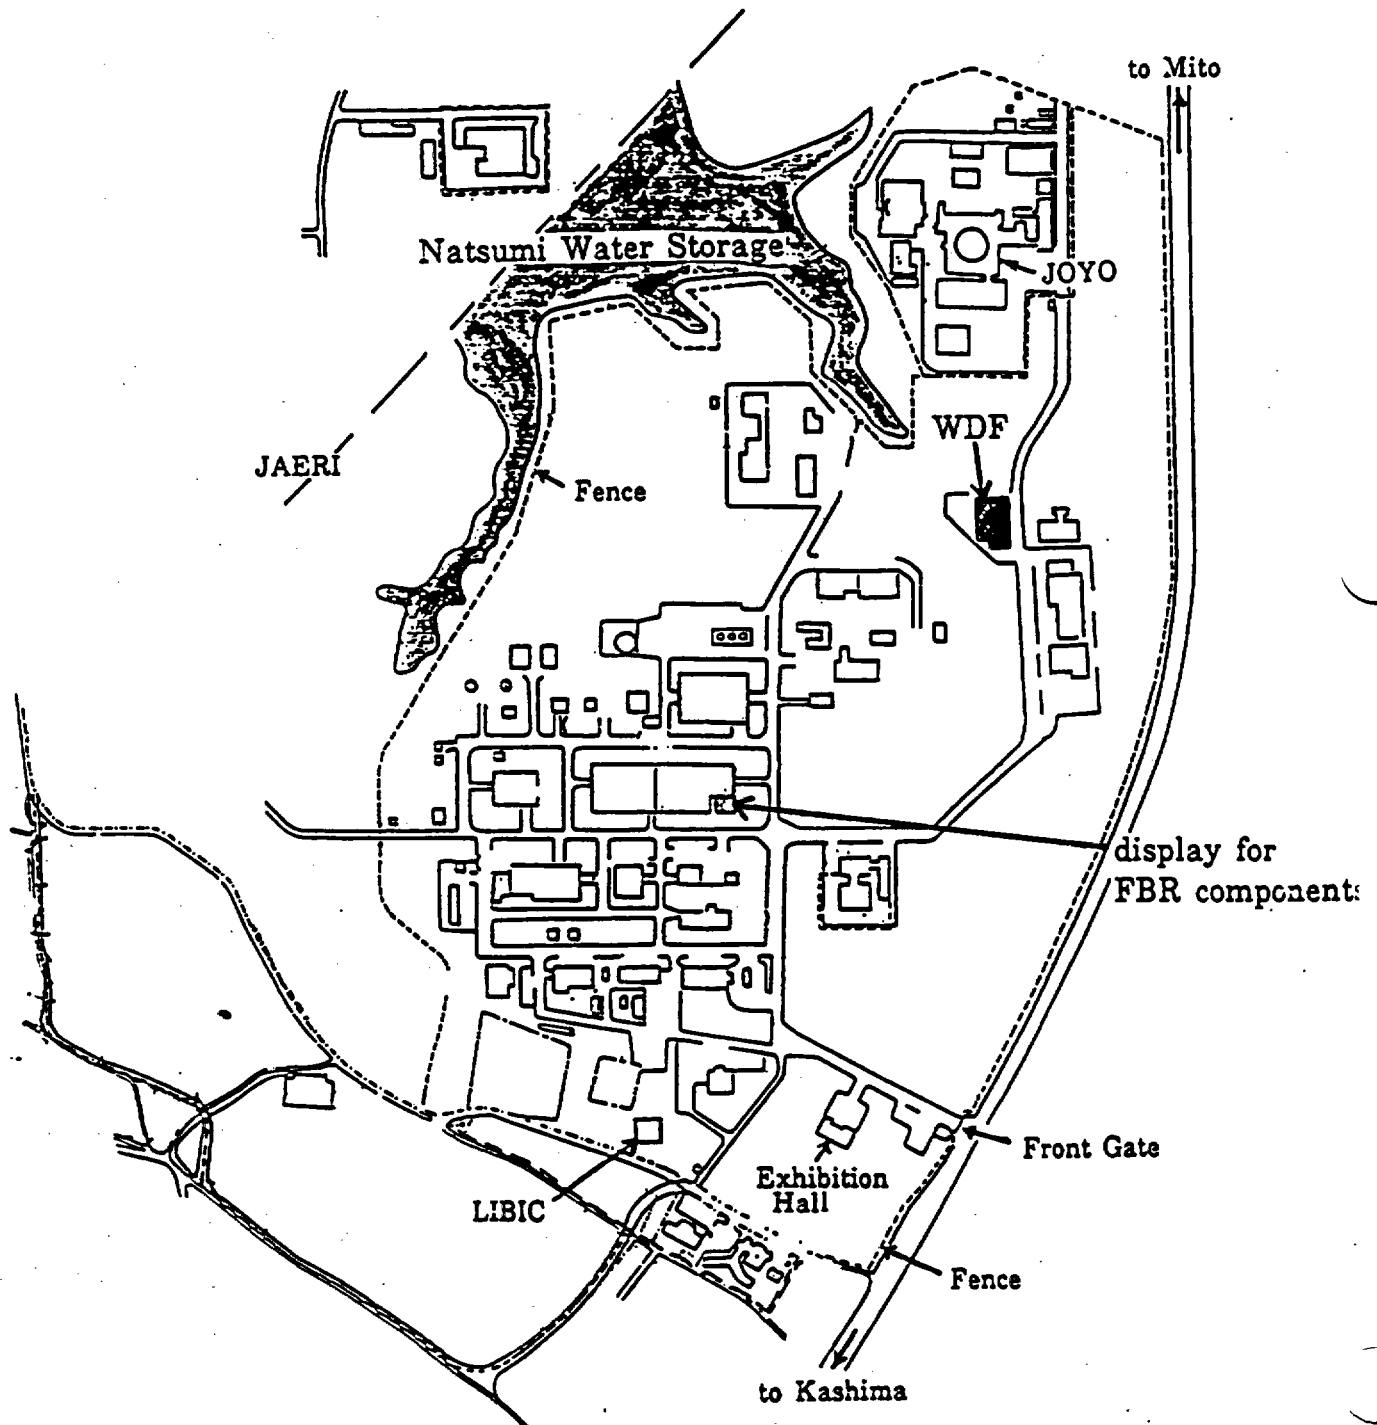 to Mito
Natsumi Water Storage
JOYO
WDF
JAERI
Fence
display for
FBR components
Front Gate
Exhibition
Hall
LIBIC
Fence
to Kashima